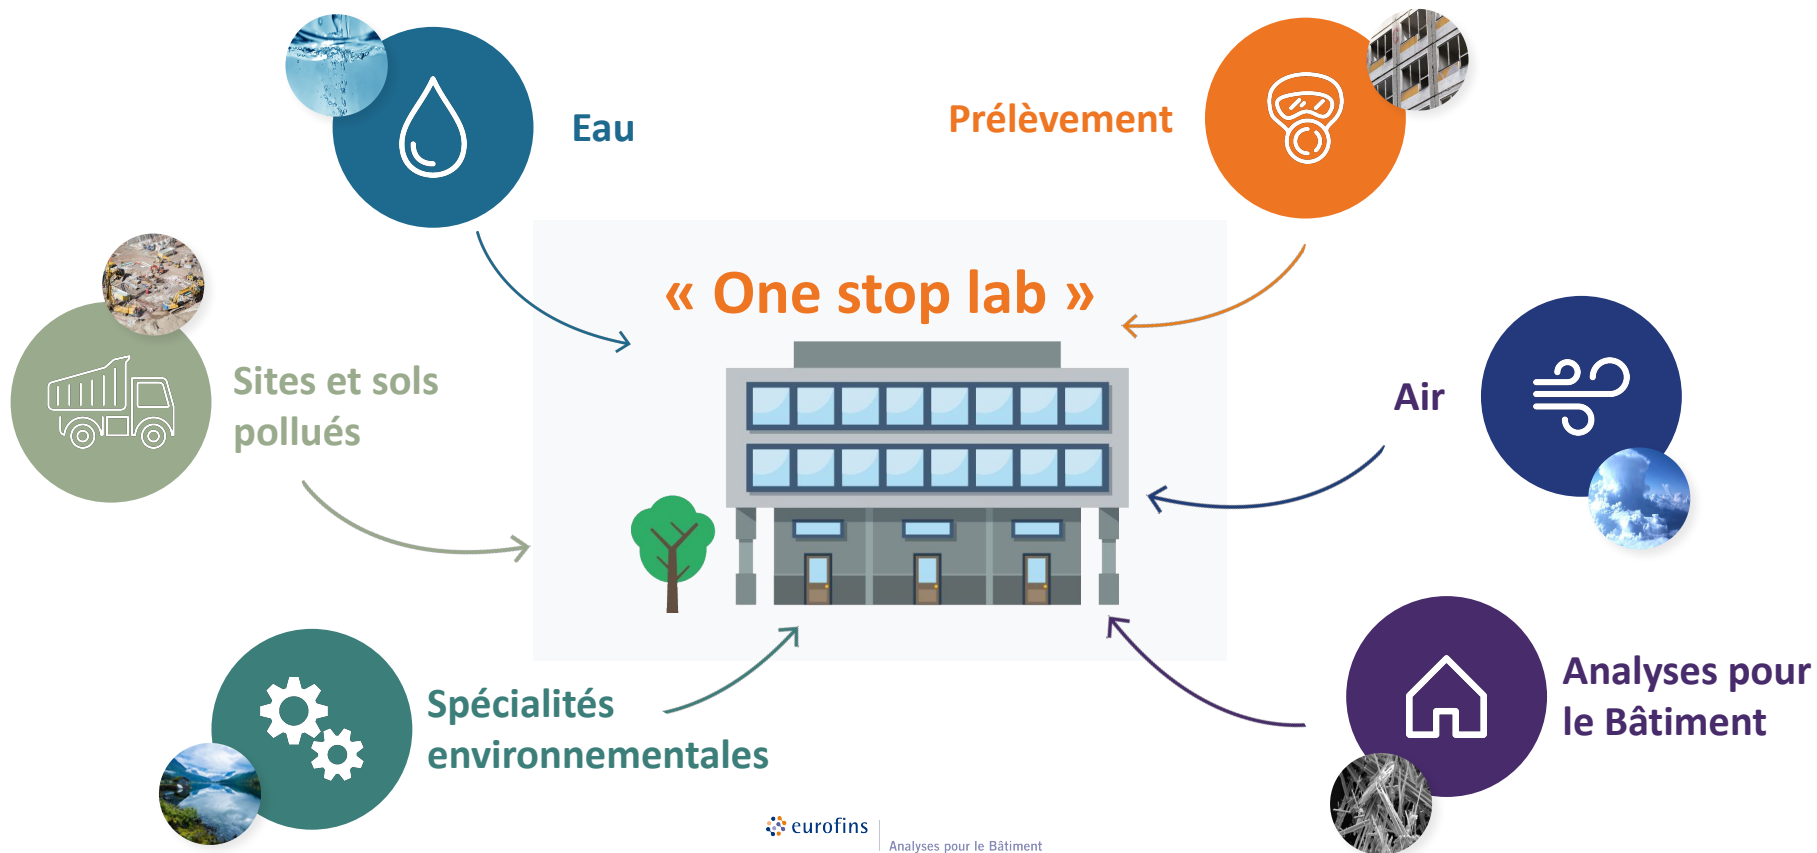 Eau
Prélèvement
« One stop lab »
Sites et sols
pollués
Air
Spécialités
environnementales
Analyses pour
le Bâtiment
eurofins
Analyses pour le Bâtiment